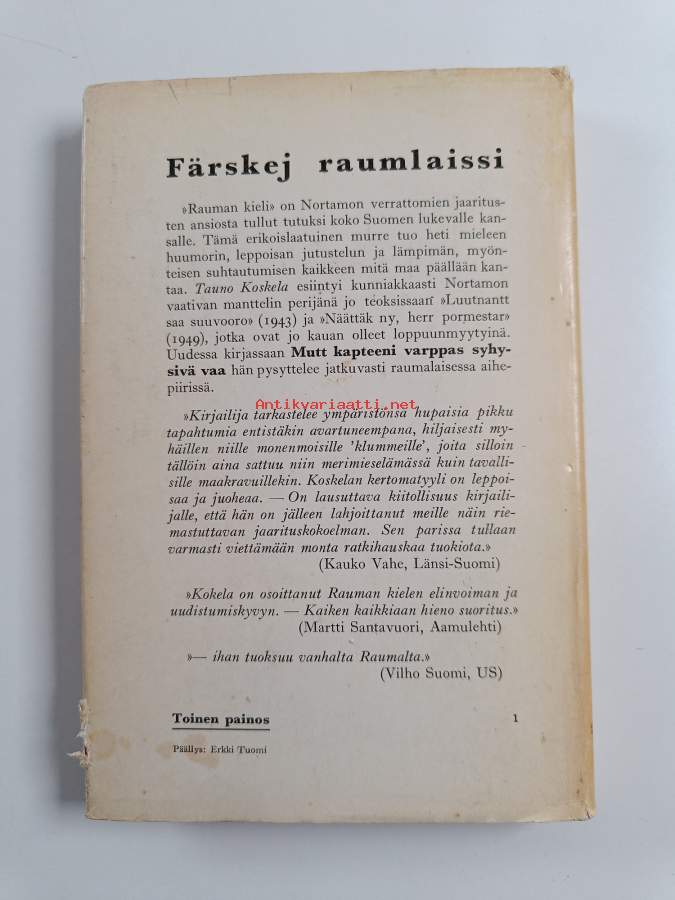 Färskej raumlaissi
»Rauman kieli» on Nortamon verrattomien jaaritus-
ten ansiosta tullut tutuksi koko Suomen lukevalle kan-
salle. Tämä erikoislaatuinen murre tuo heti mieleen
huumorin, leppoisan jutustelun ja lämpimän, myön-
teisen suhtautumisen kaikkeen mitä maa päällään kan-
taa. Tauno Koskela esiintyi kunniakkaasti Nortamon
vaativan manttelin perijänä jo teoksissaan »Luutnantt
saa suuvooro» (1943) ja »Näättäk ny, herr pormestar»
(1949), jotka ovat jo kauan olleet loppuunmyytyinä.
Uudessa kirjassaan Mutt kapteeni varppas syhy-
sivä vaa hän pysyttelee jatkuvasti raumalaisessa aihe-
piirissä.
Antikvariaatti.net
»Kirjailija tarkastelee ympäristönsä hupaisia pikku
tapahtumia entistäkin avartuneempana, hiljaisesti my-
häillen niille monenmoisille 'klummeille', joita silloin
tällöin aina sattuu niin merimieselämässä kuin tavalli-
sille maakravuillekin. Koskelan kertomatyyli on leppoi-
saa ja juoheaa. — On lausuttava kiitollisuus kirjaili-
jalle, että hän on jälleen lahjoittanut meille näin rie-
mastuttavan jaarituskokoelman. Sen parissa tullaan
varmasti viettämään monta ratkihauskaa tuokiota.»
(Kauko Vahe, Länsi-Suomi)
»Kokela on osoittanut Rauman kielen elinvoiman ja
uudistumiskyvyn. — Kaiken kaikkiaan hieno suoritus.»
(Martti Santavuori, Aamulehti)
»— ihan tuoksuu vanhalta Raumalta.»
(Vilho Suomi, US)
Toinen painos 1
Päällys: Erkki Tuomi